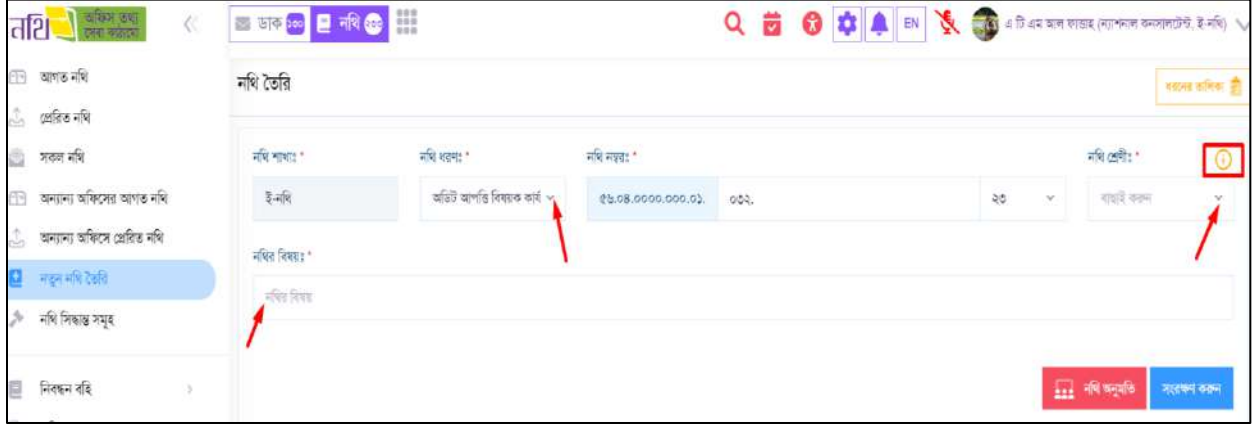 নথি অফিস তথ্য
সেবা কাঠামো
ডাক ১৩০ নথি ২৩৩ EN এ টি এম আল ফাত্তাহ (ন্যাশনাল কনসালটেন্ট, ই-নথি)
আগত নথি
প্রেরিত নথি
সকল নথি
অন্যান্য অফিসের আগত নথি
অন্যান্য অফিসে প্রেরিত নথি
নতুন নথি তৈরি
নথি সিদ্ধান্ত সমূহ
নিবন্ধন বহি
নথি তৈরি ধরনের তালিকা
নথি শাখাঃ * নথি ধরণঃ * নথি নম্বরঃ * নথি শ্রেণীঃ *
ই-নথি অডিট আপত্তি বিষয়ক কার্য ৫৬.০৪.০০০০.০০০.০১. ০৩২. ২৩ বাছাই করুন
নথির বিষয়ঃ *
নথির বিষয়
নথি অনুমতি সংরক্ষণ করুন